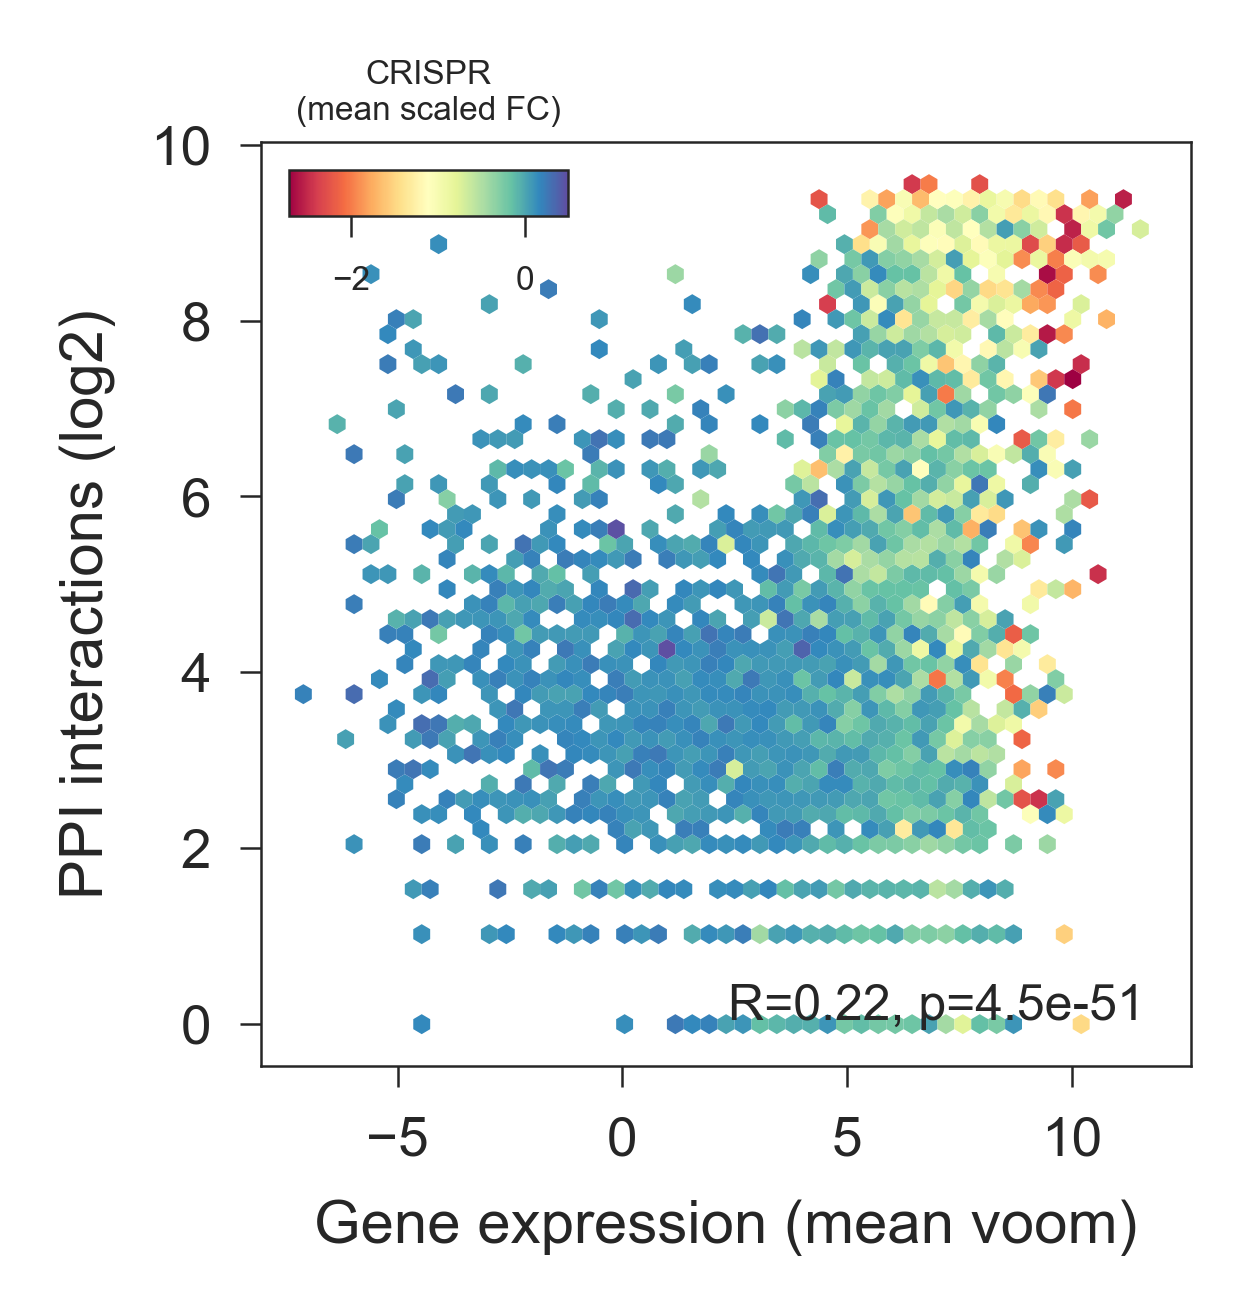 CRISPR
(mean scaled FC)
−2 0
10
8
6
4
2
0
PPI interactions (log2)
R=0.22, p=4.5e-51
−5 0 5 10
Gene expression (mean voom)